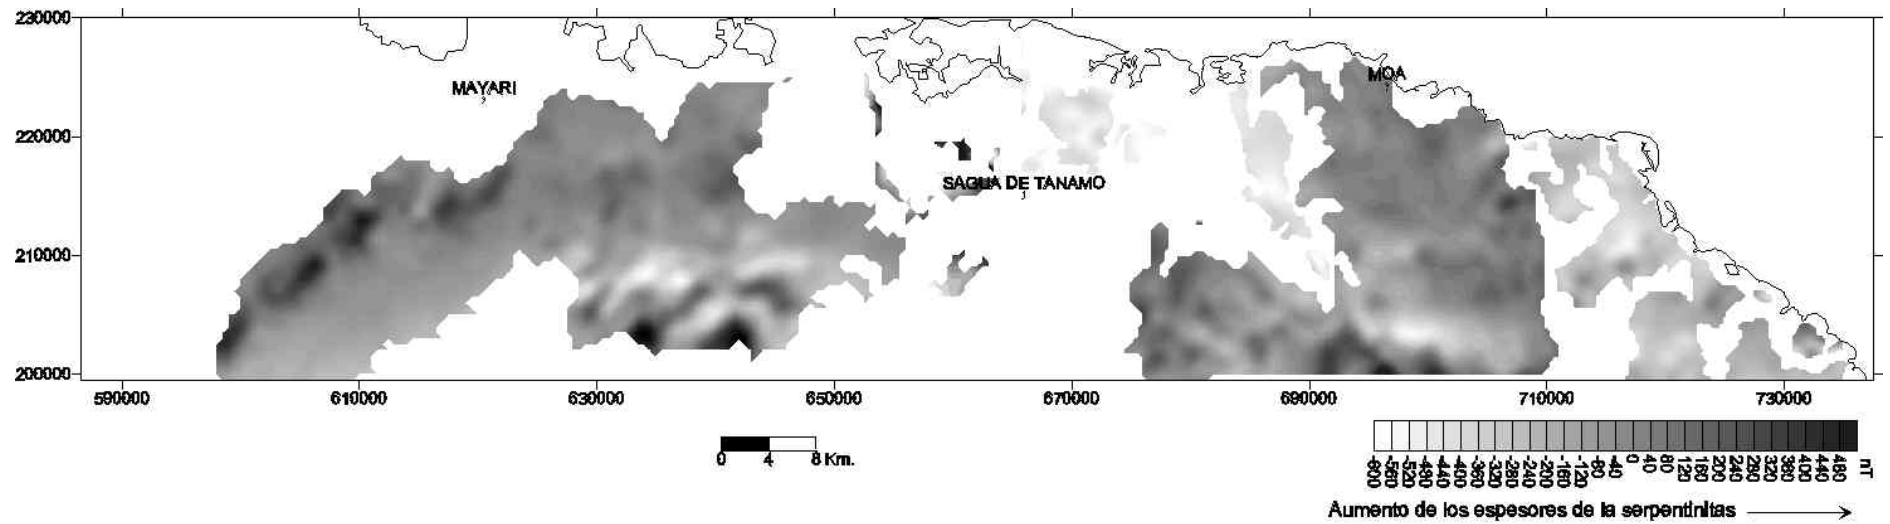 230000
MAYARI
MOA
220000
SAGUA DE TANAMO
210000
200000
590000 610000 630000 650000 670000 690000 710000 730000
0 4 8 Km.
-600 -560 -520 -480 -440 -400 -360 -320 -280 -240 -200 -160 -120 -80 -40 0 40 80 120 160 200 240 280 320 360 400 440 480 nT
Aumento de los espesores de la serpentinitas